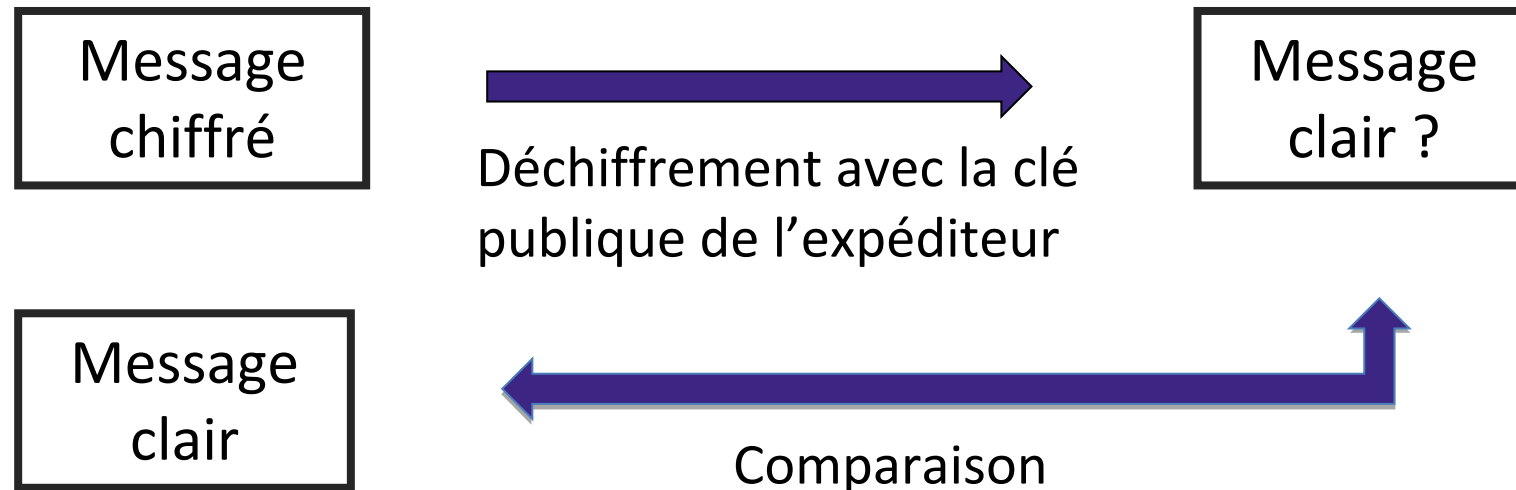 Message
chiffré
Déchiffrement avec la clé
publique de l’expéditeur
Message
clair ?
Message
clair
Comparaison